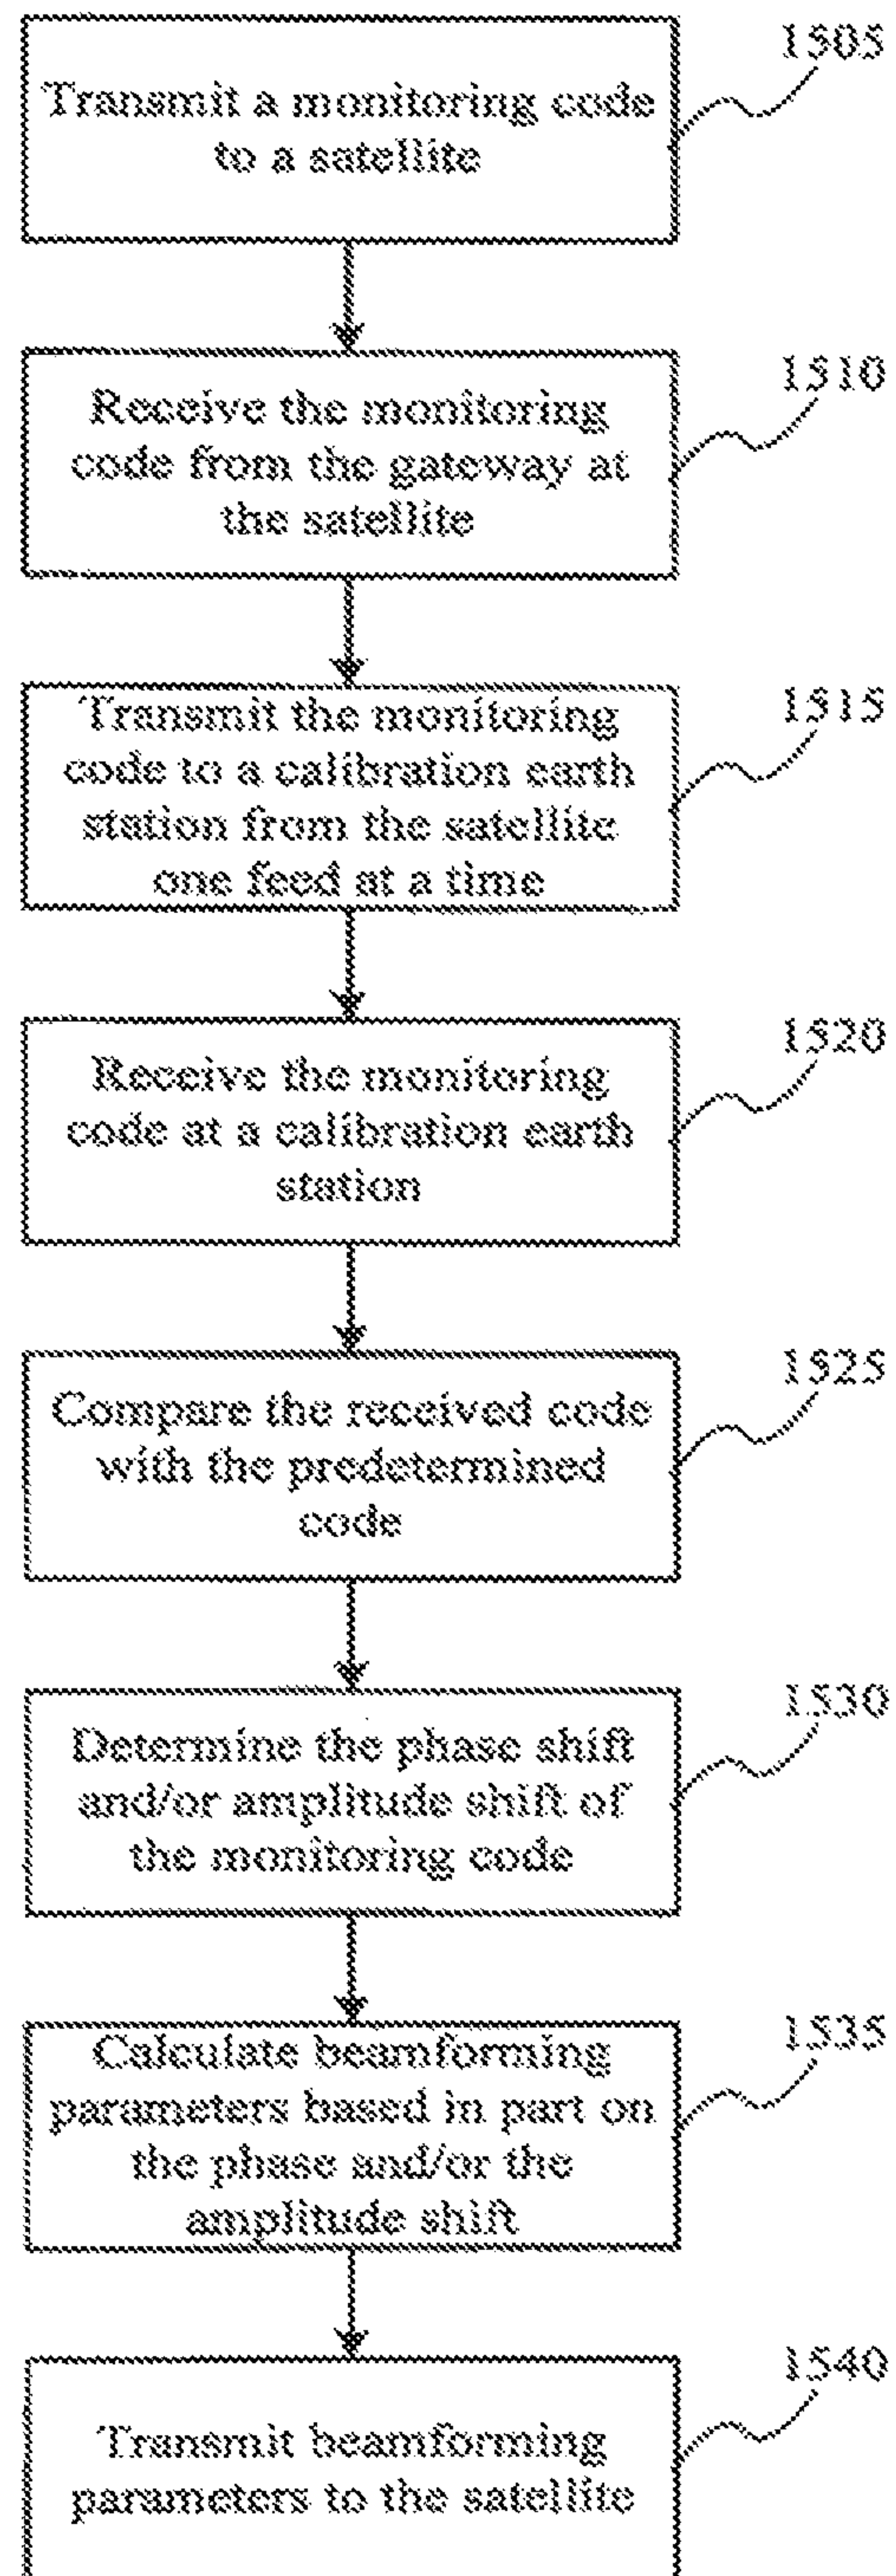 1505
Transmit a monitoring code
to a satellite
1510
Receive the monitoring
code from the gateway at
the satellite
1515
Transmit the monitoring
code to a calibration earth
station from the satellite
one feed at a time
1520
Receive the monitoring
code at a calibration earth
station
1525
Compare the received code
with the predetermined
code
1530
Determine the phase shift
and/or amplitude shift of
the monitoring code
1535
Calculate beamforming
parameters based in part on
the phase and/or the
amplitude shift
1540
Transmit beamforming
parameters to the satellite